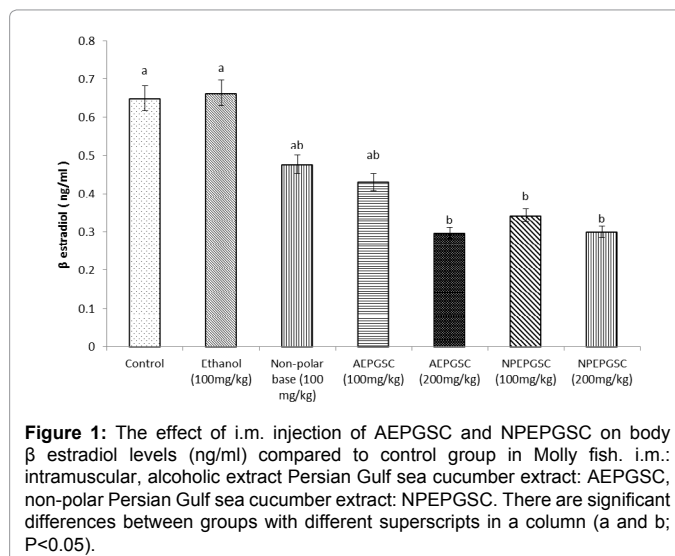 0.8
0.7
0.6
0.5
0.4
0.3
0.2
0.1
0
β estradiol ( ng/ml )
a
a
ab
ab
b
b
b
Control
Ethanol
(100mg/kg)
Non-polar
base (100
mg/kg)
AEPGSC
(100mg/kg)
AEPGSC
(200mg/kg)
NPEPGSC
(100mg/kg)
NPEPGSC
(200mg/kg)
Figure 1: The effect of i.m. injection of AEPGSC and NPEPGSC on body
β estradiol levels (ng/ml) compared to control group in Molly fish. i.m.:
intramuscular, alcoholic extract Persian Gulf sea cucumber extract: AEPGSC,
non-polar Persian Gulf sea cucumber extract: NPEPGSC. There are significant
differences between groups with different superscripts in a column (a and b;
P<0.05).